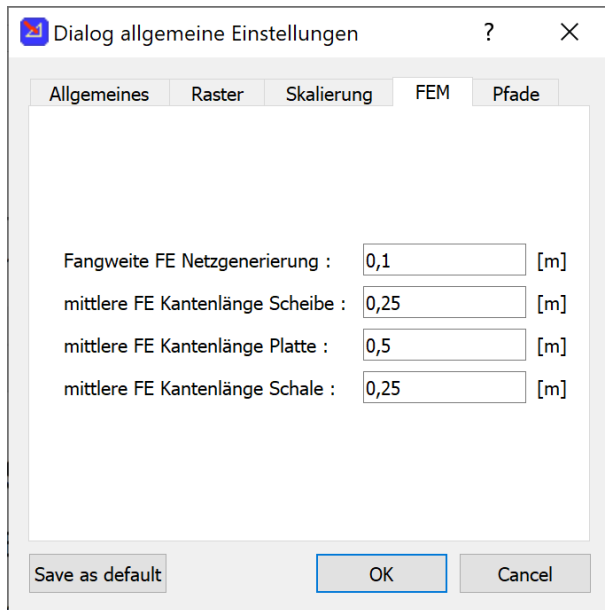 Dialog allgemeine Einstellungen ?
Allgemeines Raster Skalierung FEM Pfade
Fangweite FE Netzgenerierung : 0,1 [m]
mittlere FE Kantenlänge Scheibe : 0,25 [m]
mittlere FE Kantenlänge Platte : 0,5 [m]
mittlere FE Kantenlänge Schale : 0,25 [m]
Save as default OK Cancel